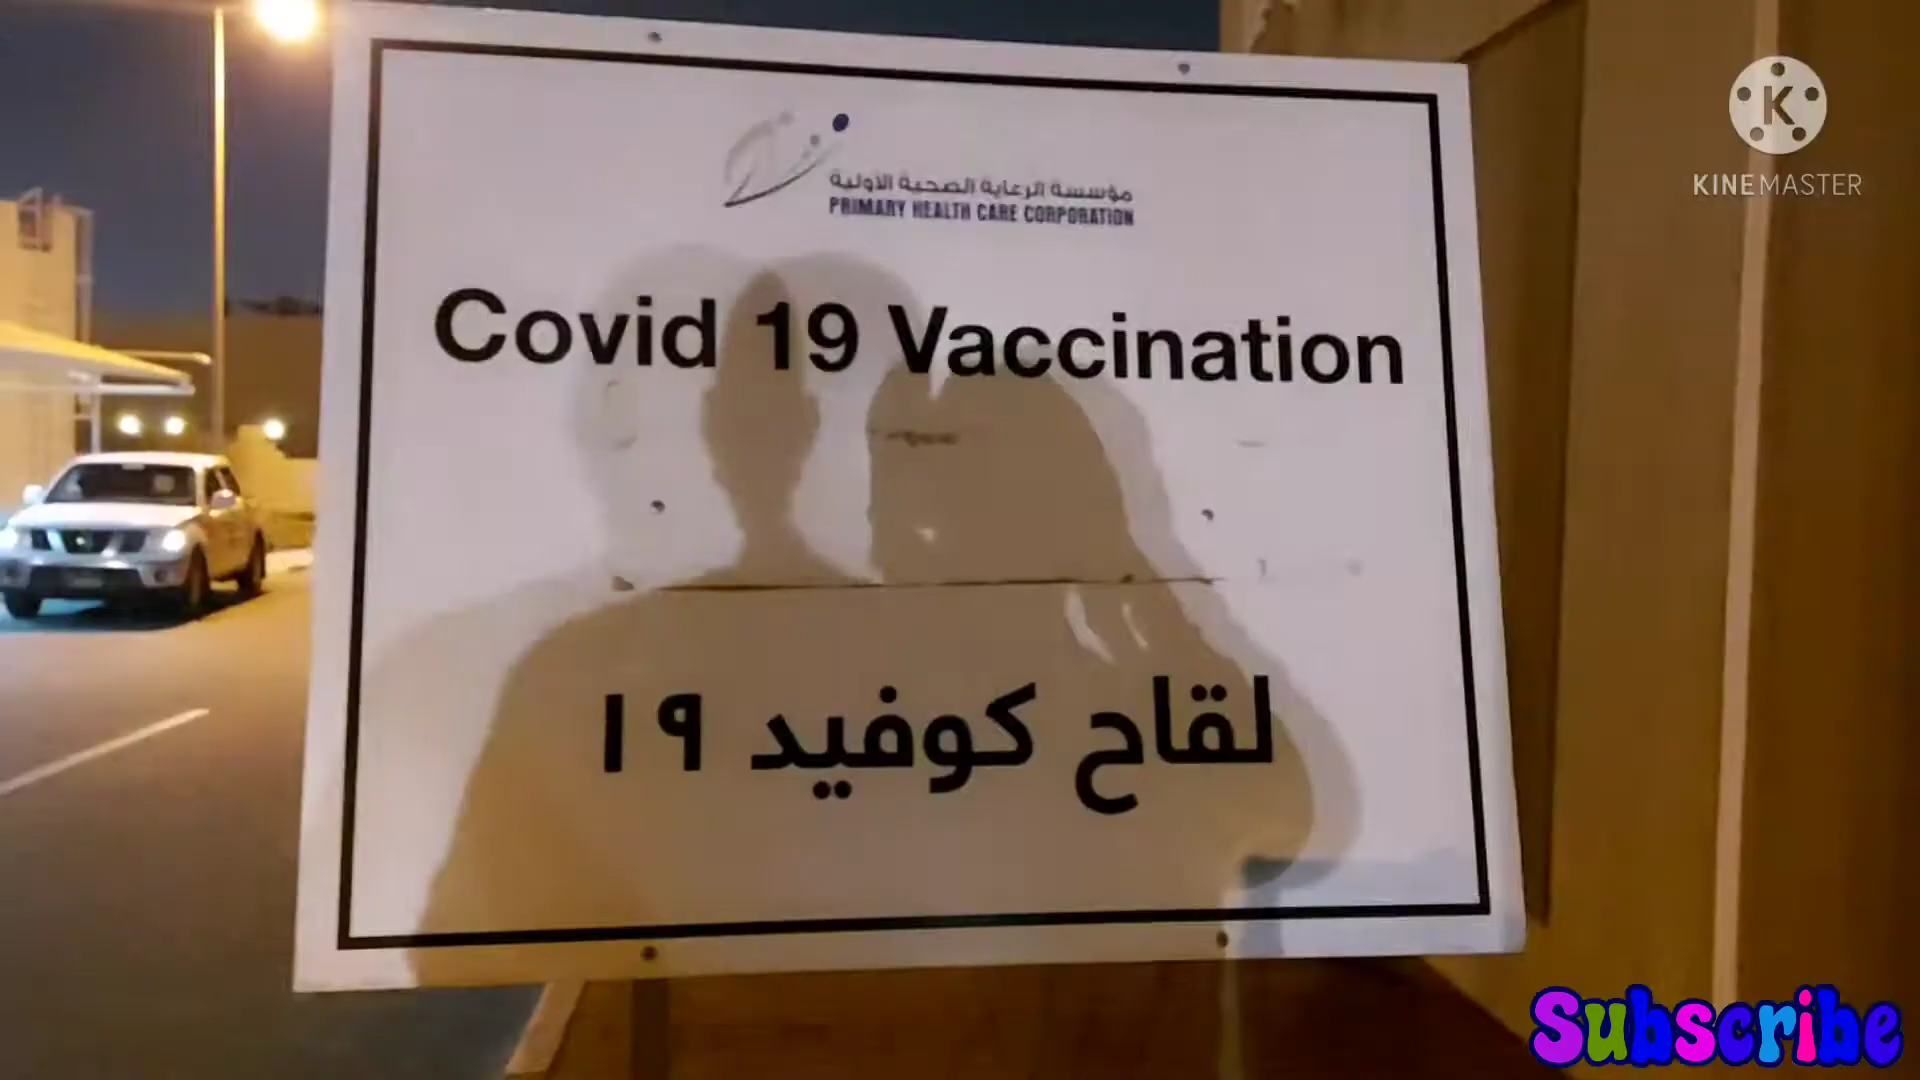 مؤسسة الرعاية الصحية الأولية
PRIMARY HEALTH CARE CORPORATION
Covid 19 Vaccination
لقاح كوفيد ١٩
K
KINEMASTER
Subscribe